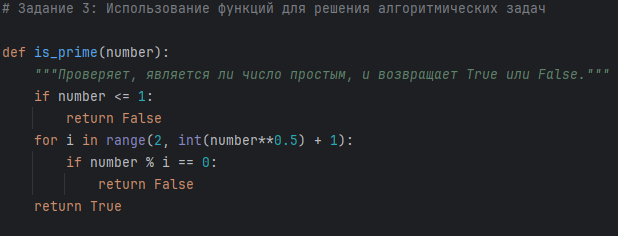 # Задание 3: Использование функций для решения алгоритмических задач
def is_prime(number):
    """Проверяет, является ли число простым, и возвращает True или False."""
    if number <= 1:
        return False
    for i in range(2, int(number**0.5) + 1):
        if number % i == 0:
            return False
    return True